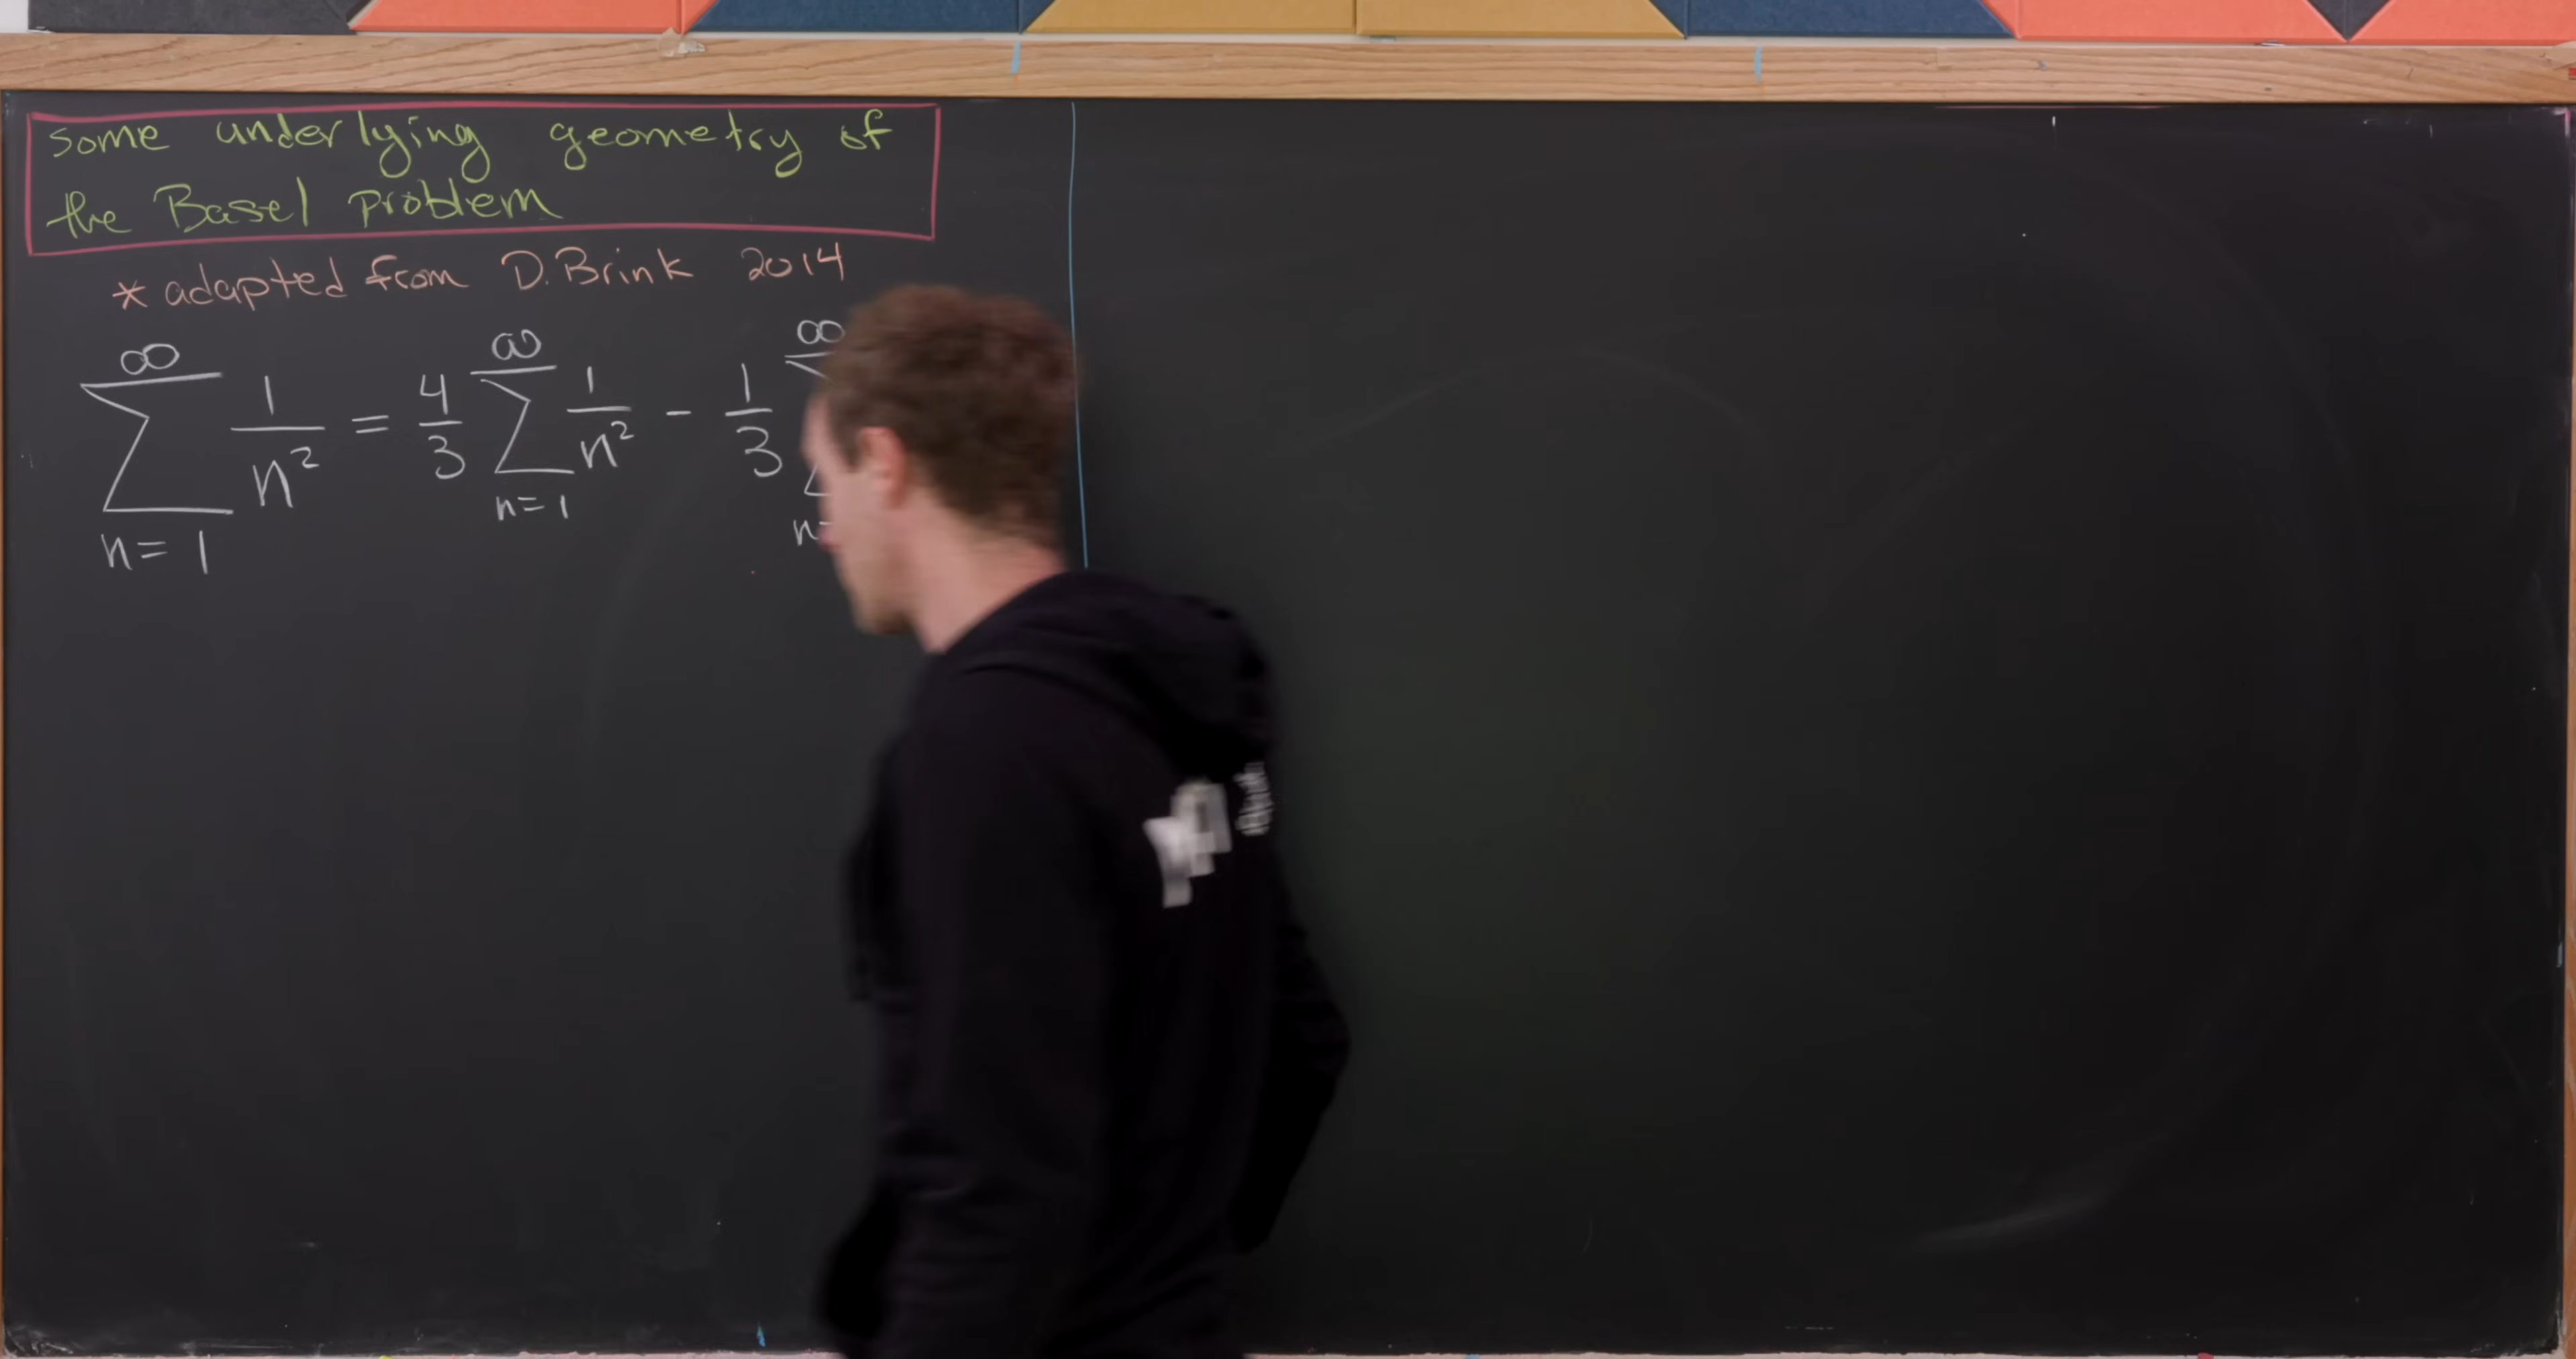 some underlying geometry of
the Basel problem
* adapted from D. Brink 2014
∞ ∞ ∞
∑ 1/n² = 4/3 ∑ 1/n² - 1/3
n=1 n=1 n